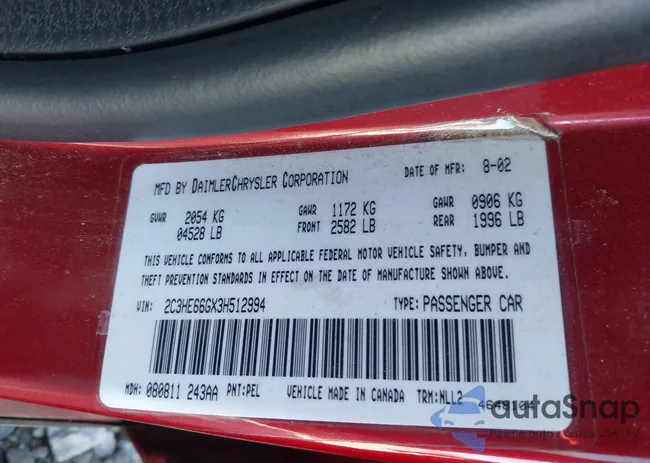 MFD BY DAIMLERCHRYSLER CORPORATION DATE OF MFR: 8-02
GVWR 2054 KG GAWR 1172 KG GAWR 0906 KG
04528 LB FRONT 2582 LB REAR 1996 LB
THIS VEHICLE CONFORMS TO ALL APPLICABLE FEDERAL MOTOR VEHICLE SAFETY, BUMPER AND
THEFT PREVENTION STANDARDS IN EFFECT ON THE DATE OF MANUFACTURE SHOWN ABOVE.
VIN: 2C3HE66GX3H512994 TYPE: PASSENGER CAR
MDH: 080811 243AA PNT:PEL VEHICLE MADE IN CANADA TRM:NLL2
autaSnap